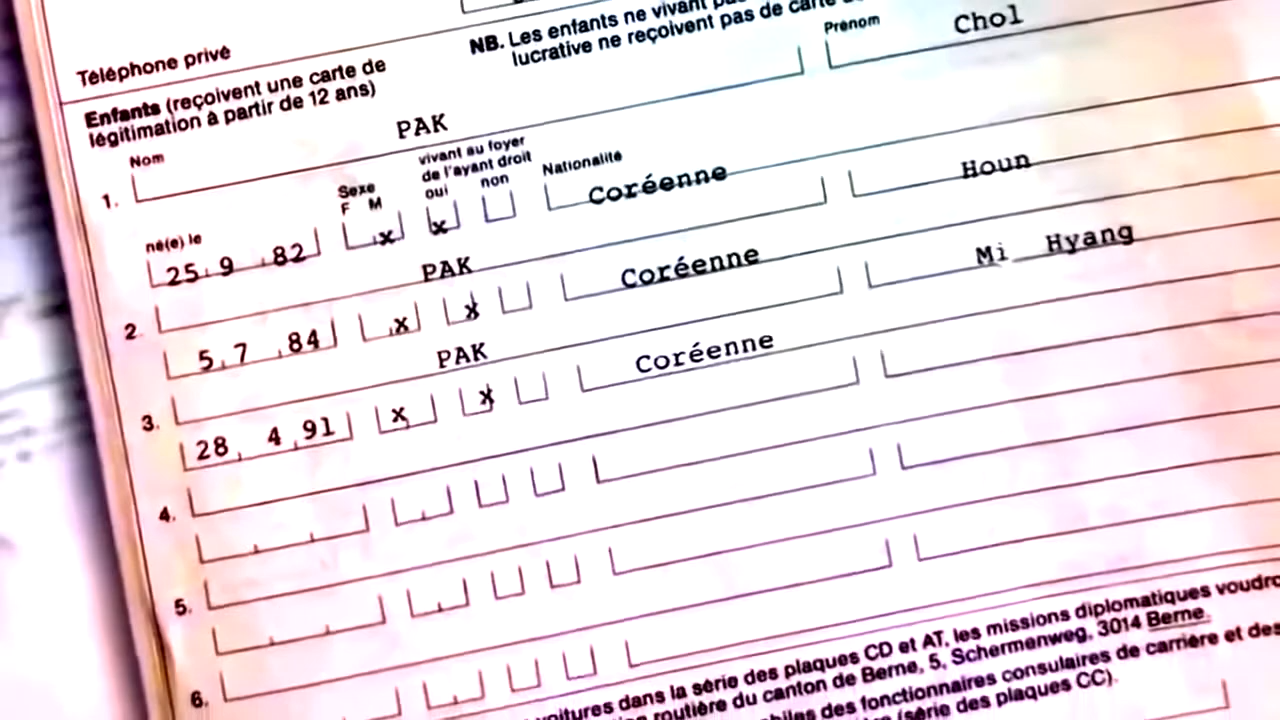 Téléphone privé
NB. Les enfants ne vivant
lucrative ne reçoivent pas de carte
Enfants (reçoivent une carte de
légitimation à partir de 12 ans)
Prénom
Chol
Nom
PAK
1.
né(e) le
Sexe
F M
vivant au foyer
de l'ayant droit
oui non
Nationalité
25 9 82
x
x
Coréenne
Houn
2.
PAK
5 7 84
x
x
Coréenne
Mi Hyang
3.
PAK
28 4 91
x
x
Coréenne
4.
5.
6.
voitures dans la série des plaques CD et AT, les missions diplomatiques
routière du canton de Berne, 5, Schermenweg, 3014 Berne.
des fonctionnaires consulaires de carrière et des
(série des plaques CC).